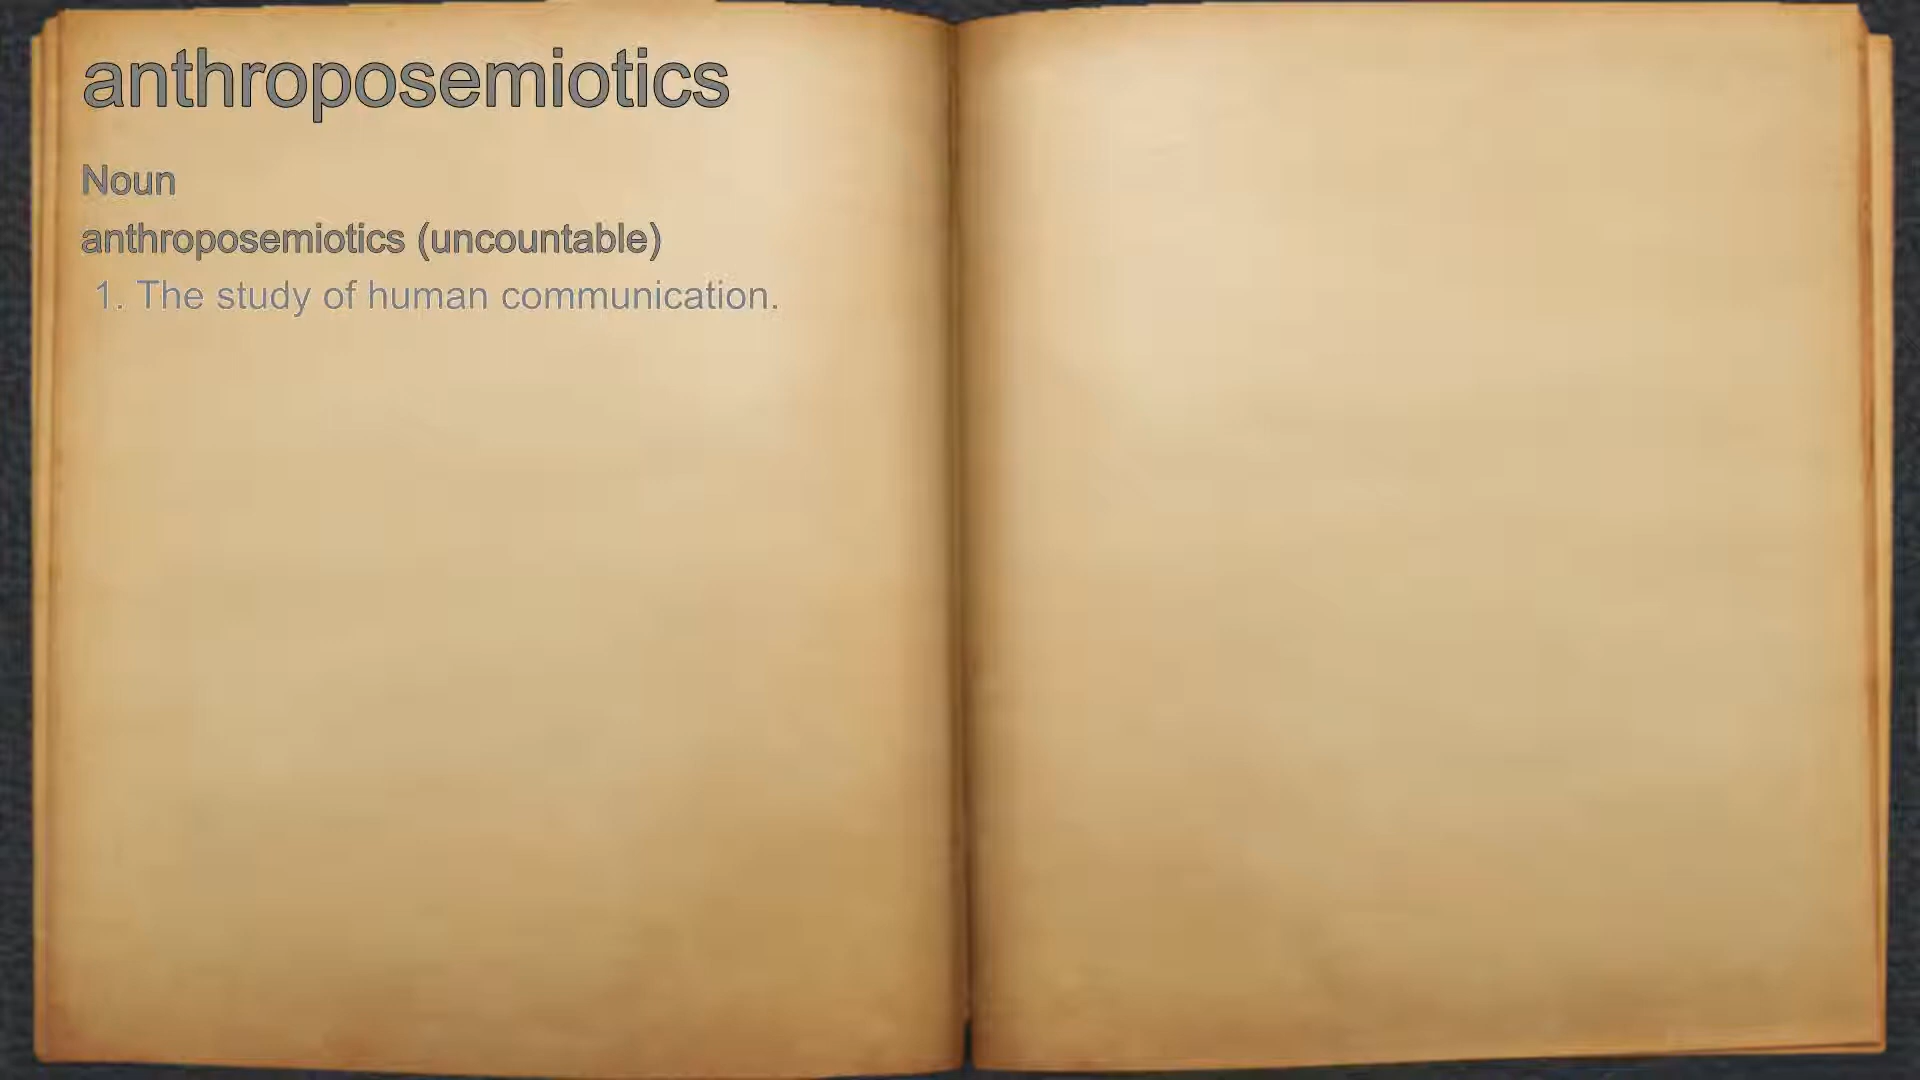 anthroposemiotics
Noun
anthroposemiotics (uncountable)
1. The study of human communication.